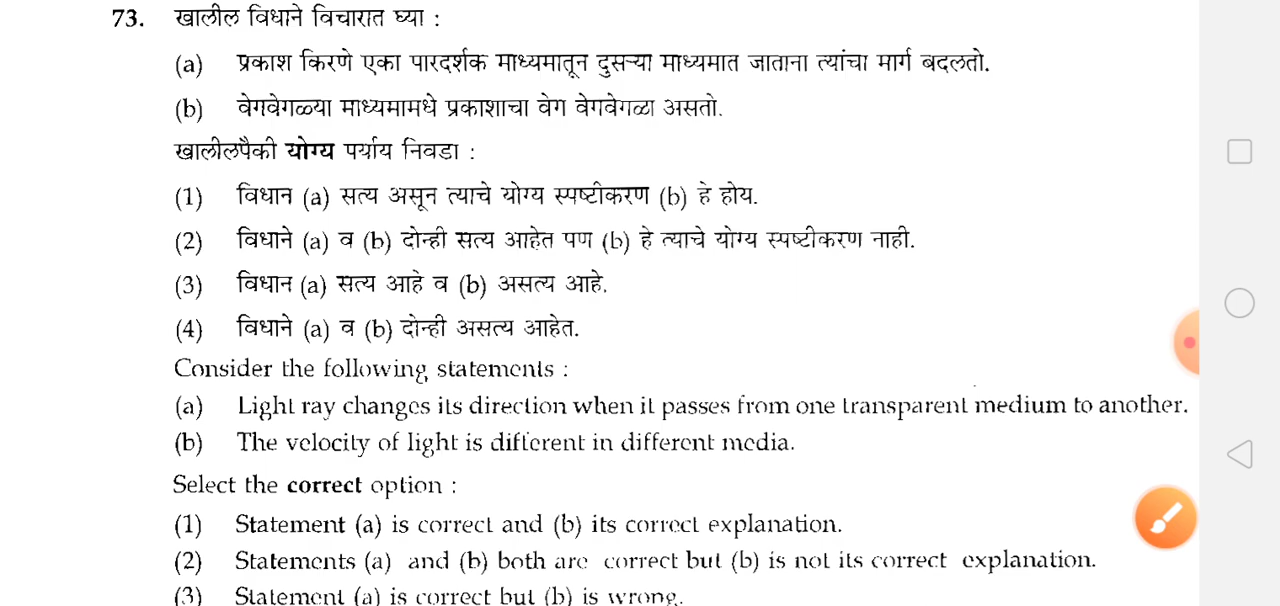 73. खालील विधाने विचारात घ्या :
(a) प्रकाश किरणे एका पारदर्शक माध्यमातून दुसऱ्या माध्यमात जाताना त्यांचा मार्ग बदलतो.
(b) वेगवेगळ्या माध्यमामधे प्रकाशाचा वेग वेगवेगळा असतो.
खालीलपैकी योग्य पर्याय निवडा :
(1) विधान (a) सत्य असून त्याचे योग्य स्पष्टीकरण (b) हे होय.
(2) विधाने (a) व (b) दोन्ही सत्य आहेत पण (b) हे त्याचे योग्य स्पष्टीकरण नाही.
(3) विधान (a) सत्य आहे व (b) असत्य आहे.
(4) विधाने (a) व (b) दोन्ही असत्य आहेत.
Consider the following statements :
(a) Light ray changes its direction when it passes from one transparent medium to another.
(b) The velocity of light is different in different media.
Select the correct option :
(1) Statement (a) is correct and (b) its correct explanation.
(2) Statements (a) and (b) both are correct but (b) is not its correct explanation.
(3) Statement (a) is correct but (b) is wrong.